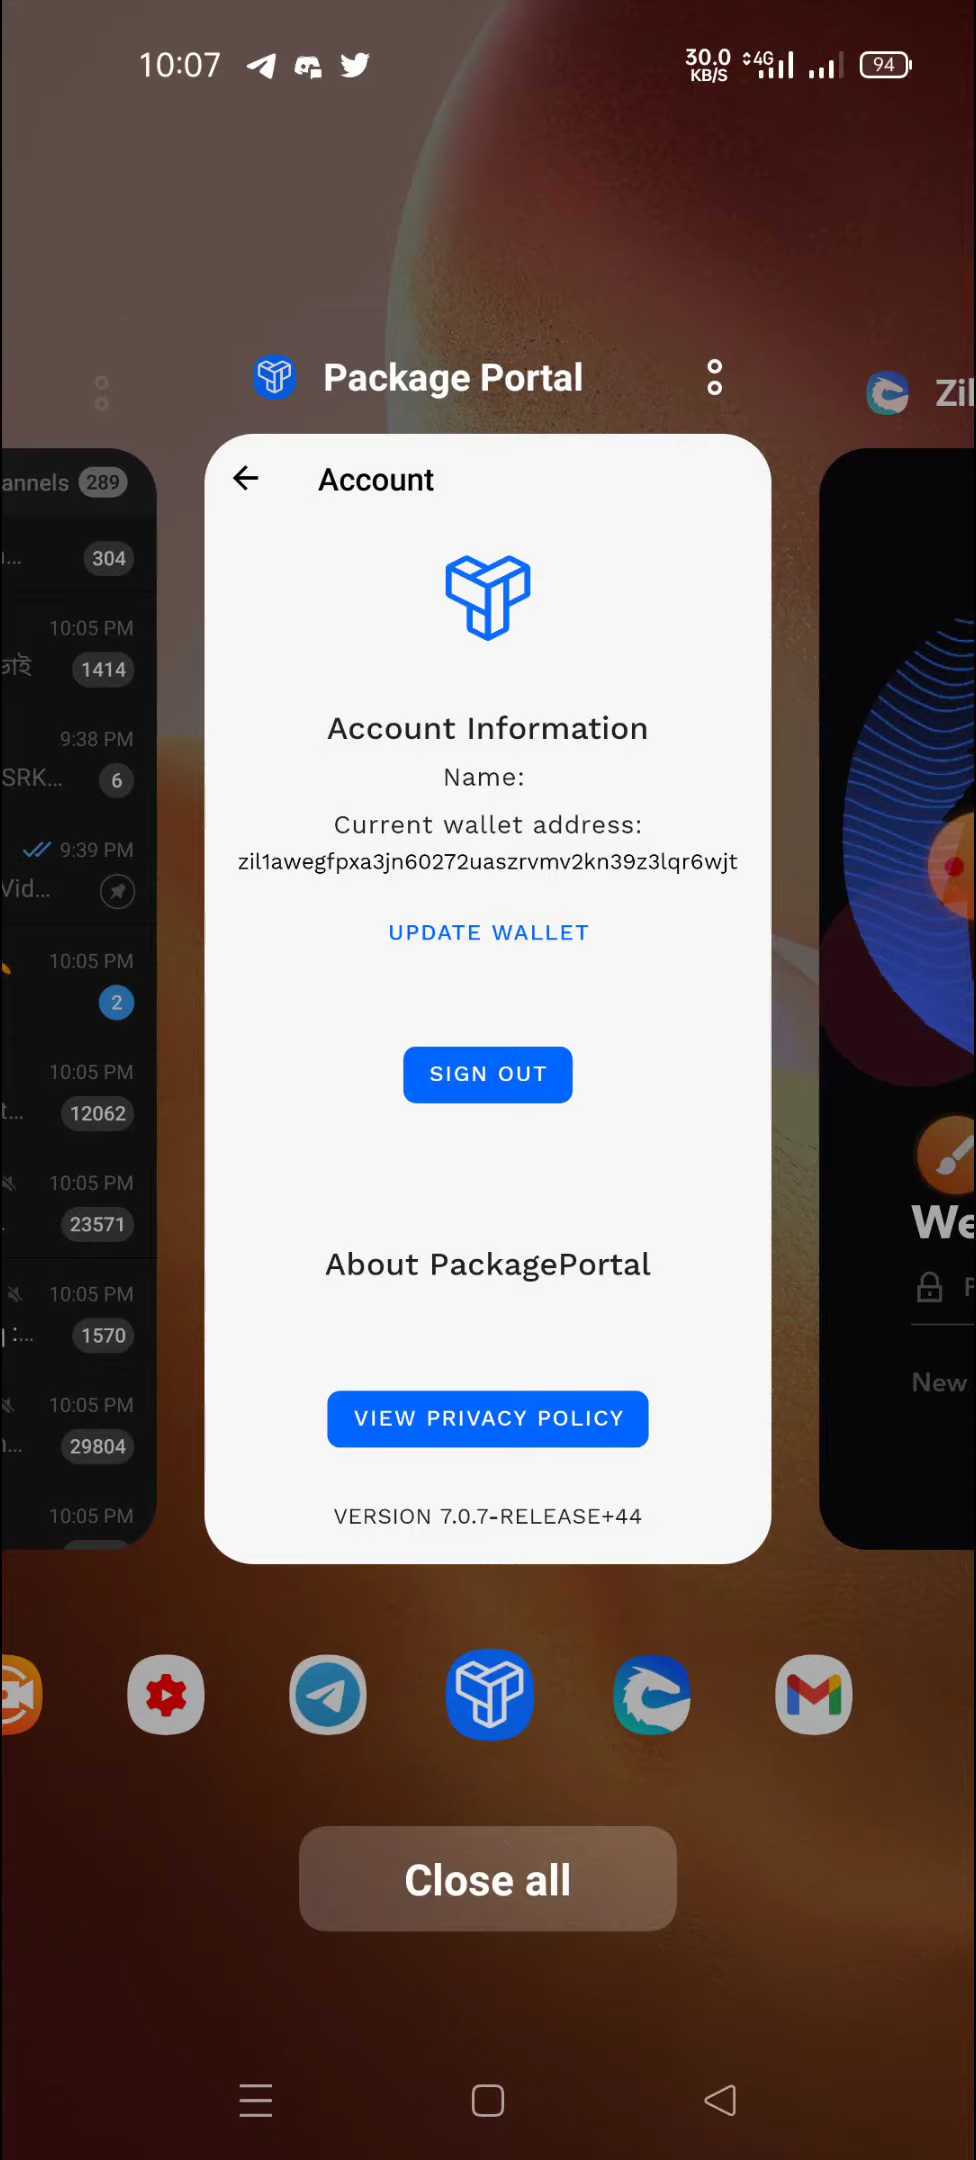 10:07
30.0
KB/S
4G
94
Package Portal
Zil
annels 289
304
10:05 PM
ভাই 1414
9:38 PM
SRK... 6
9:39 PM
Vid...
10:05 PM
2
10:05 PM
t... 12062
10:05 PM
23571
10:05 PM
1570
10:05 PM
29804
10:05 PM
Account
Account Information
Name:
Current wallet address:
zil1awegfpxa3jn60272uaszrvmv2kn39z3lqr6wjt
UPDATE WALLET
SIGN OUT
About PackagePortal
VIEW PRIVACY POLICY
VERSION 7.0.7-RELEASE+44
We
New
Close all